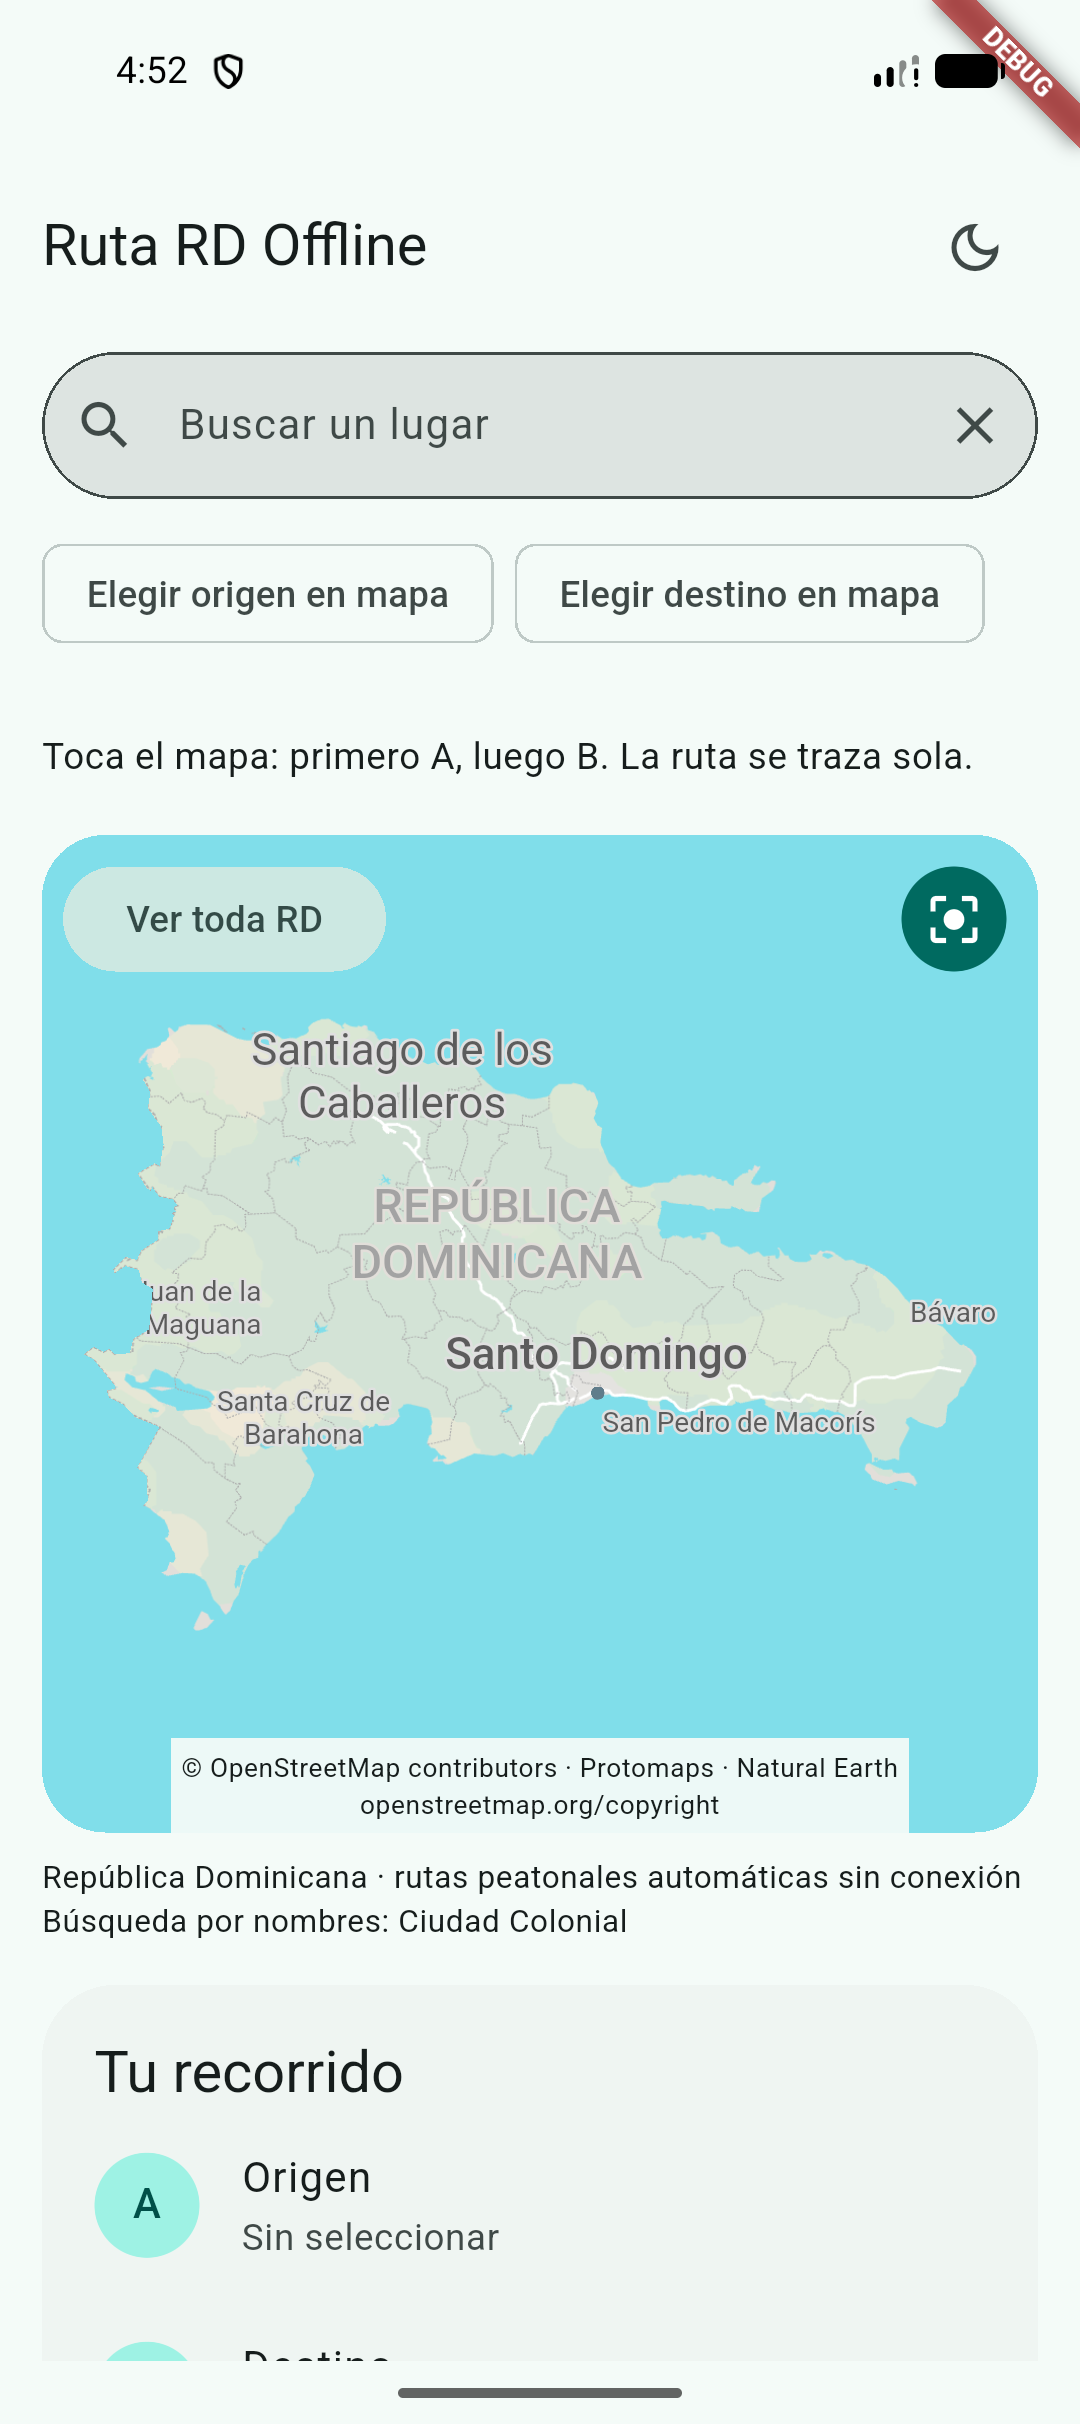 4:52
DEBUG
Ruta RD Offline
Buscar un lugar
Elegir origen en mapa
Elegir destino en mapa
Toca el mapa: primero A, luego B. La ruta se traza sola.
Ver toda RD
Santiago de los
Caballeros
REPÚBLICA
DOMINICANA
uan de la
Maguana
Bávaro
Santo Domingo
Santa Cruz de
Barahona
San Pedro de Macorís
© OpenStreetMap contributors · Protomaps · Natural Earth
openstreetmap.org/copyright
República Dominicana · rutas peatonales automáticas sin conexión
Búsqueda por nombres: Ciudad Colonial
Tu recorrido
A
Origen
Sin seleccionar